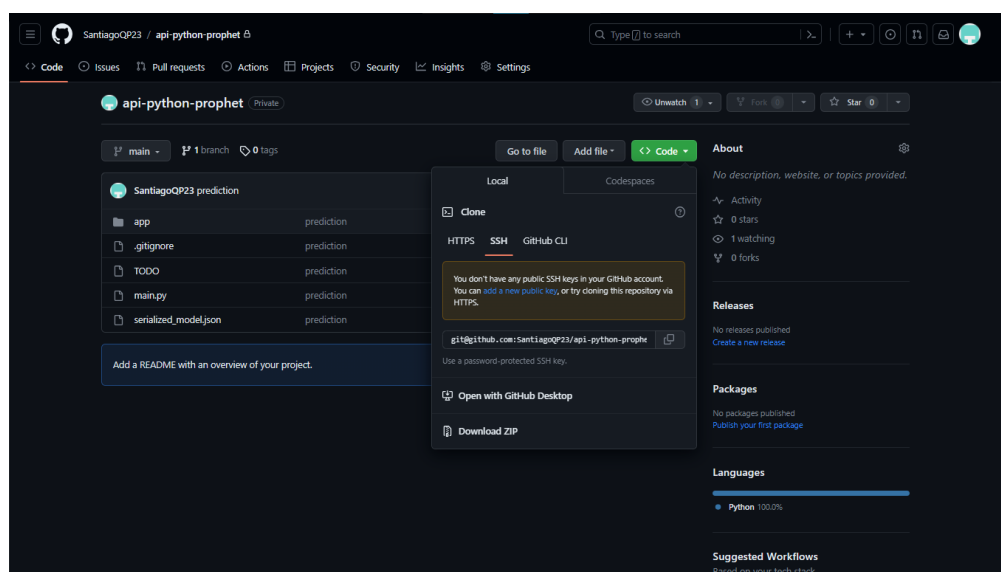 SantiagoQP23 / api-python-prophet
Type / to search
Code
Issues
Pull requests
Actions
Projects
Security
Insights
Settings
api-python-prophet Private
Unwatch 1
Fork 0
Star 0
main
1 branch
0 tags
Go to file
Add file
Code
SantiagoQP23 prediction
app prediction
.gitignore prediction
TODO prediction
main.py prediction
serialized_model.json prediction
Add a README with an overview of your project.
Local
Codespaces
Clone
HTTPS SSH GitHub CLI
You don't have any public SSH keys in your GitHub account.
You can add a new public key, or try cloning this repository via
HTTPS.
git@github.com:SantiagoQP23/api-python-prophe
Use a password-protected SSH key.
Open with GitHub Desktop
Download ZIP
About
No description, website, or topics provided.
Activity
0 stars
1 watching
0 forks
Releases
No releases published
Create a new release
Packages
No packages published
Publish your first package
Languages
Python 100.0%
Suggested Workflows
Based on your tech stack